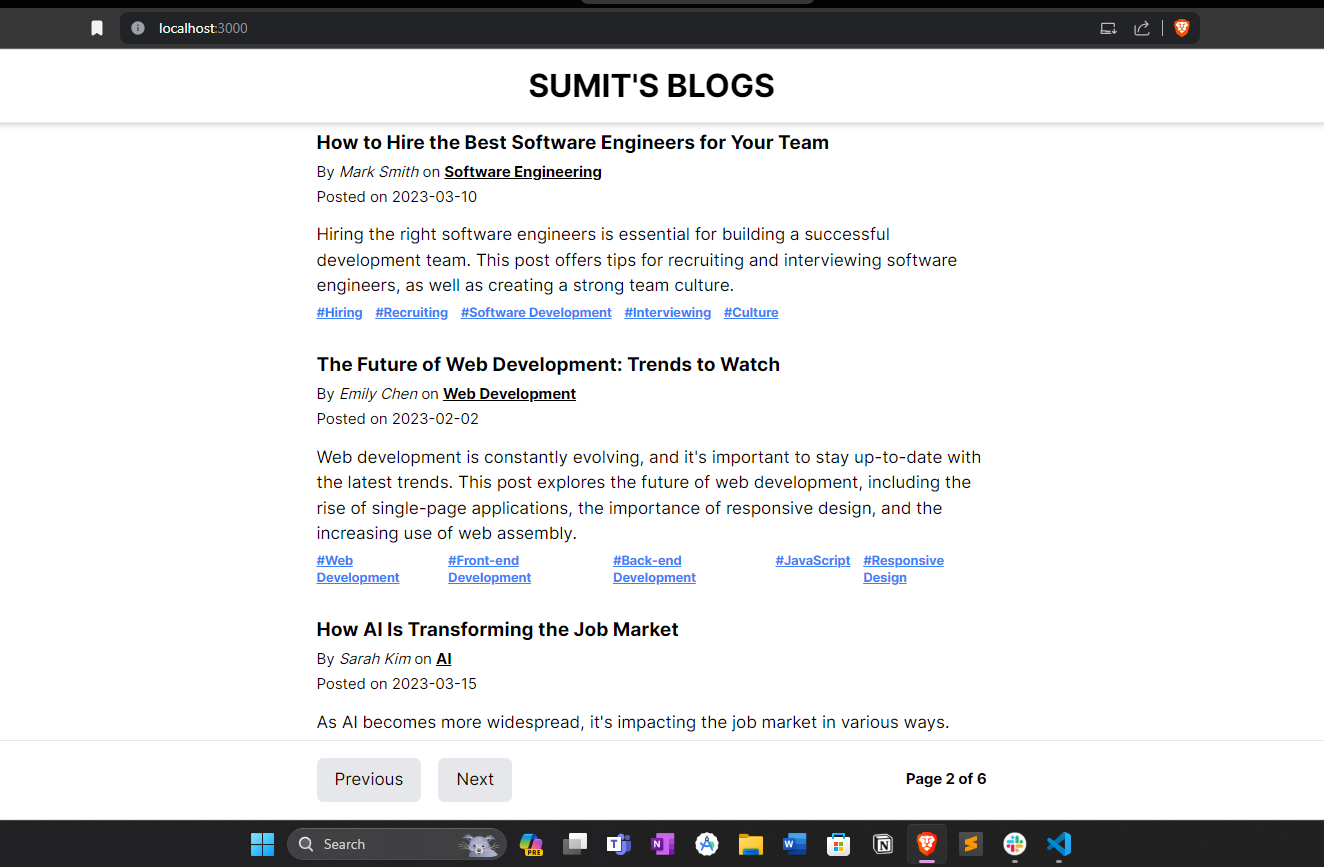 localhost:3000
SUMIT'S BLOGS
How to Hire the Best Software Engineers for Your Team
By Mark Smith on Software Engineering
Posted on 2023-03-10
Hiring the right software engineers is essential for building a successful
development team. This post offers tips for recruiting and interviewing software
engineers, as well as creating a strong team culture.
#Hiring #Recruiting #Software Development #Interviewing #Culture
The Future of Web Development: Trends to Watch
By Emily Chen on Web Development
Posted on 2023-02-02
Web development is constantly evolving, and it's important to stay up-to-date with
the latest trends. This post explores the future of web development, including the
rise of single-page applications, the importance of responsive design, and the
increasing use of web assembly.
#Web #Front-end #Back-end #JavaScript #Responsive
Development Development Development Design
How AI Is Transforming the Job Market
By Sarah Kim on AI
Posted on 2023-03-15
As AI becomes more widespread, it's impacting the job market in various ways.
Previous Next Page 2 of 6
Search PRE